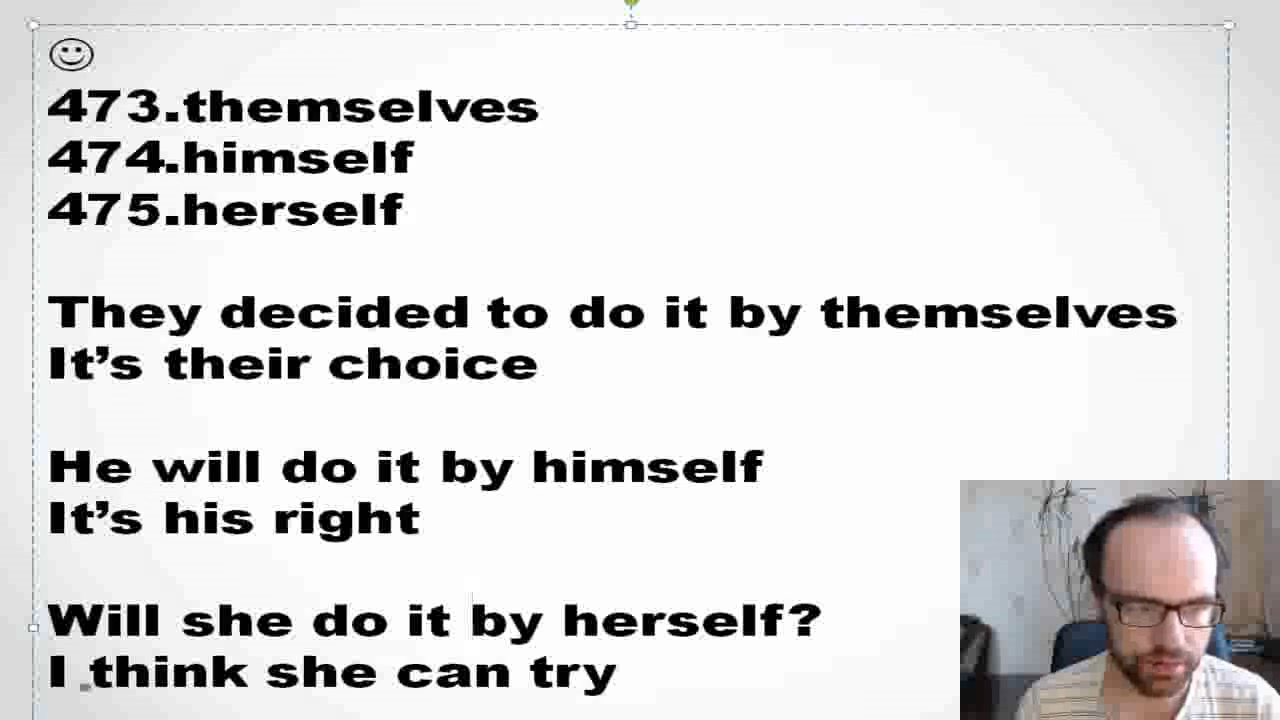 473.themselves
474.himself
475.herself
They decided to do it by themselves
It’s their choice
He will do it by himself
It’s his right
Will she do it by herself?
I think she can try